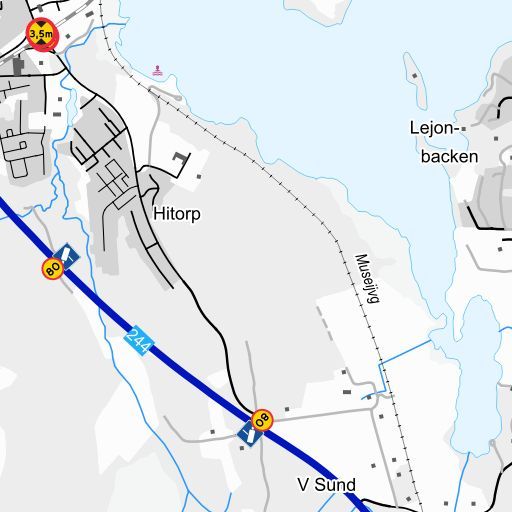 3,5m
Lejon-
backen
Hitorp
Museijvg
80
244
80
V Sund